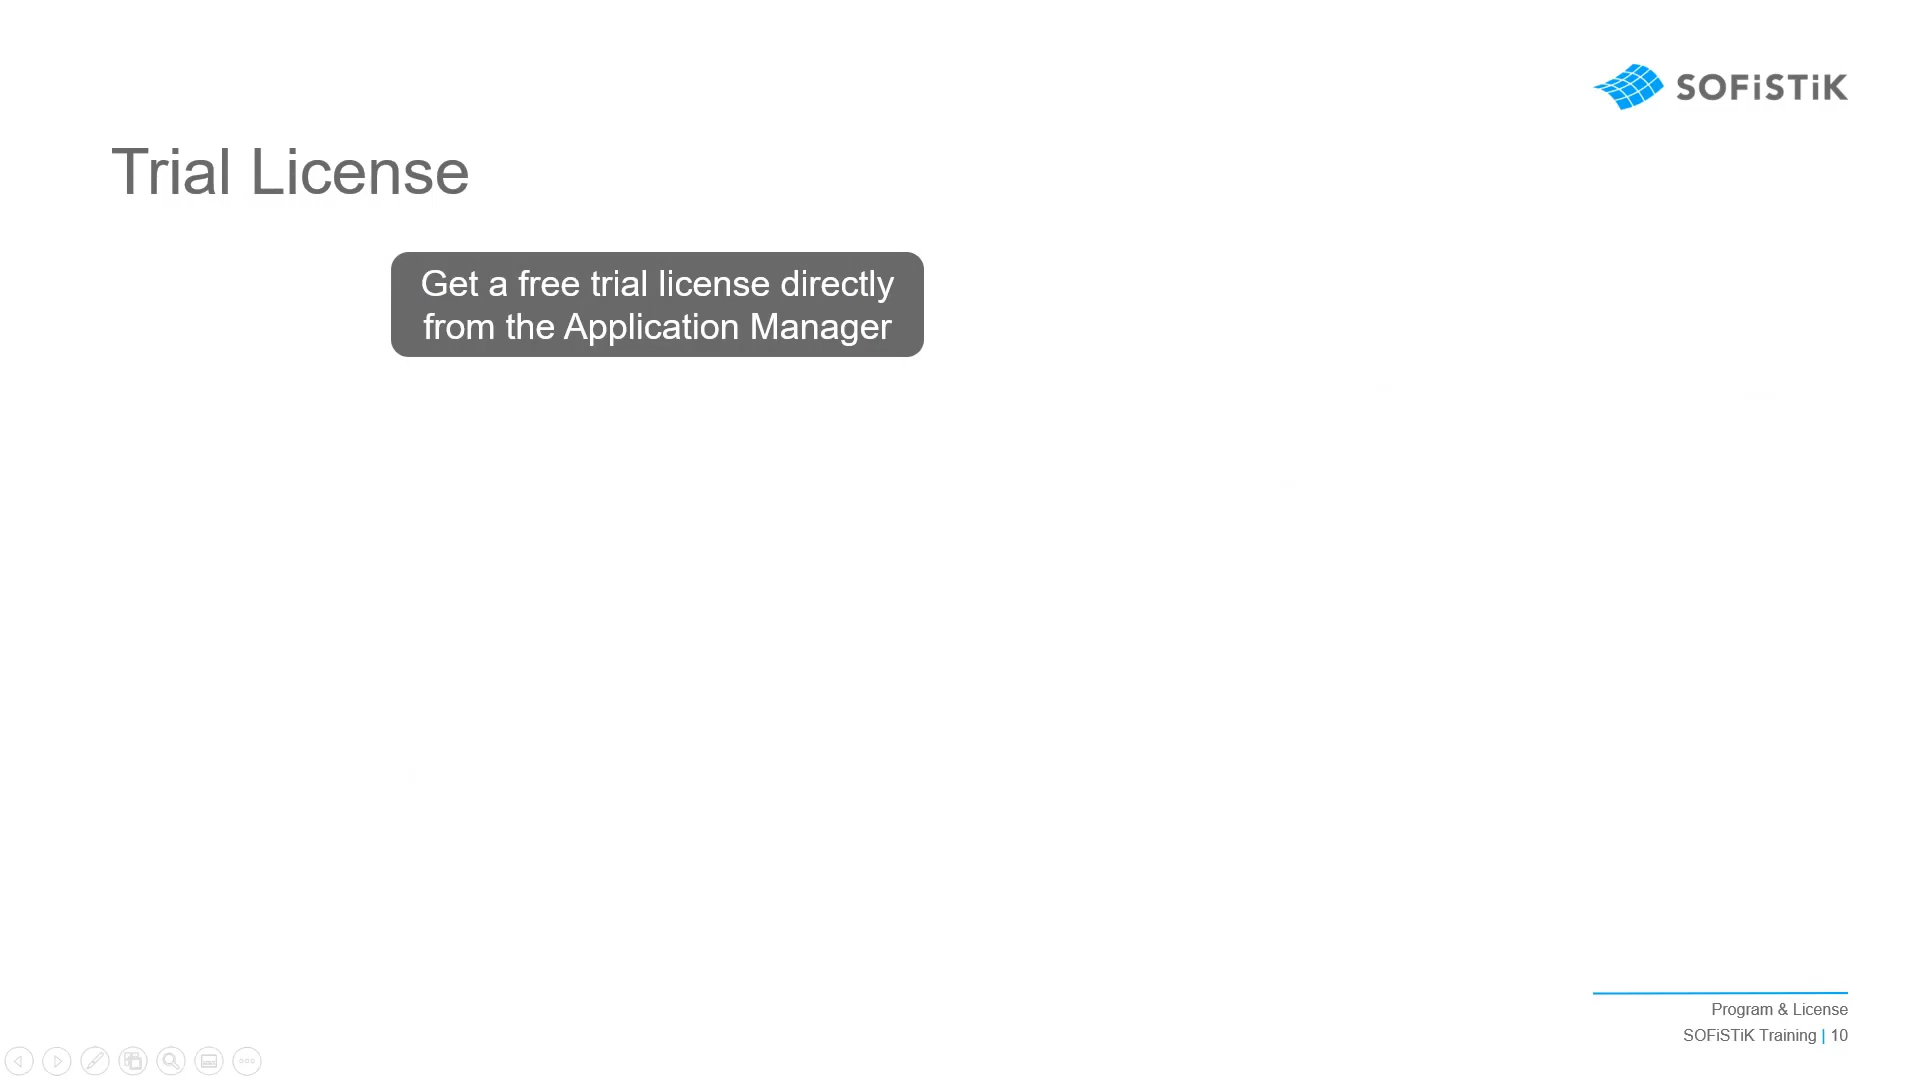 SOFiSTiK
Trial License
Get a free trial license directly
from the Application Manager
Program & License
SOFiSTiK Training | 10